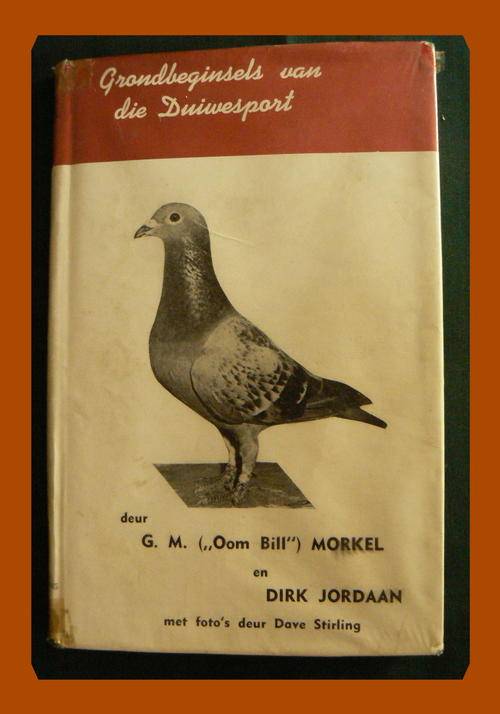 Grondbeginsels van
die Duiwesport
deur
G. M. („Oom Bill“) MORKEL
en
DIRK JORDAAN
met foto's deur Dave Stirling